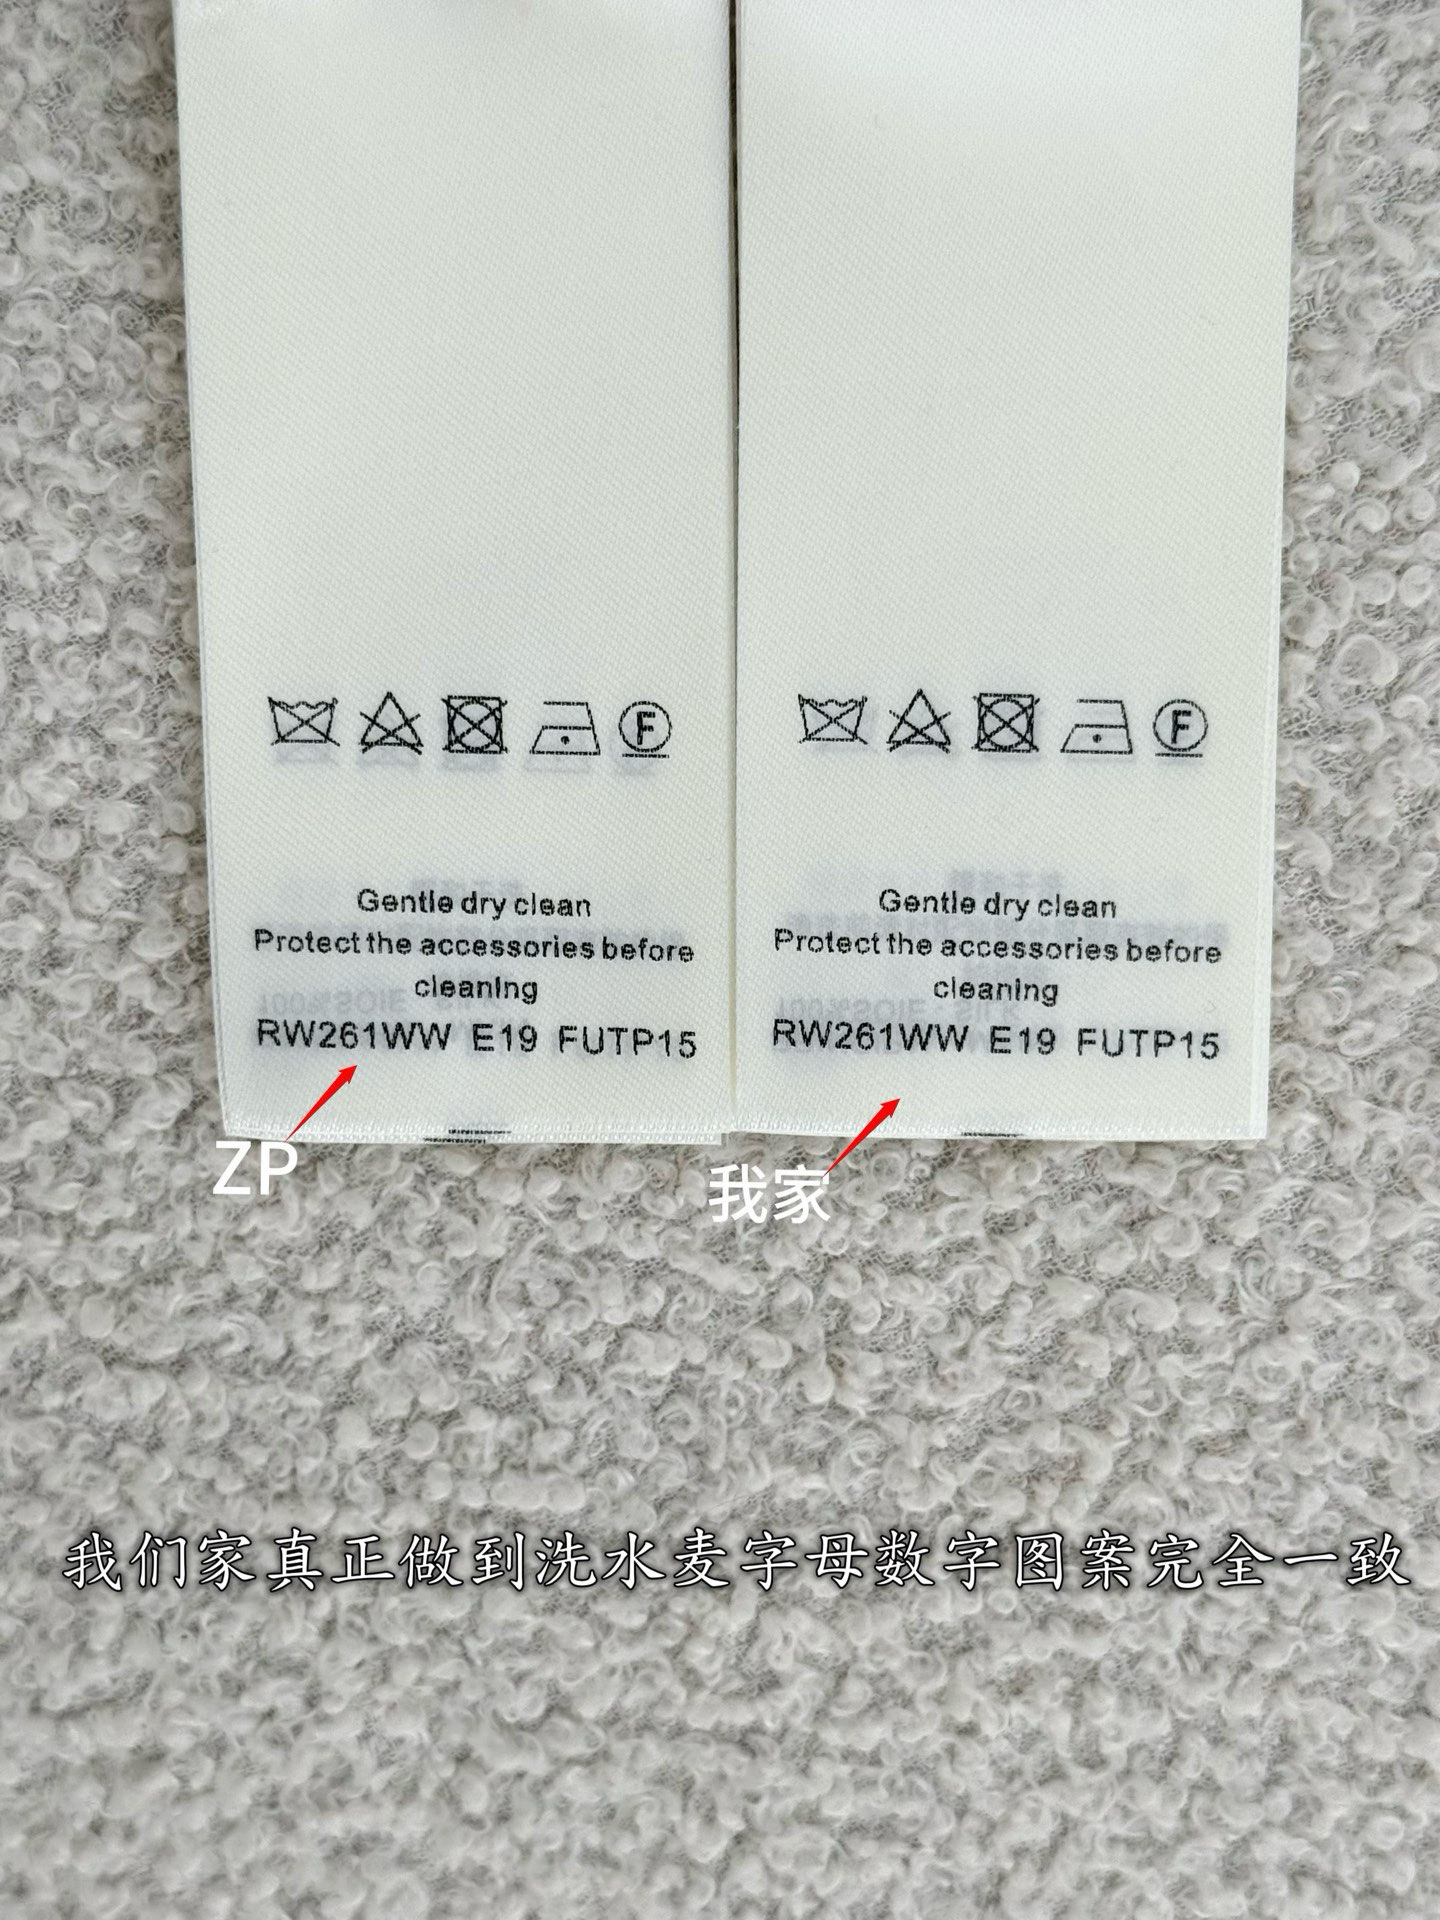 Gentle dry clean
Protect the accessories before
cleaning
RW261WW E19 FUTP15
Gentle dry clean
Protect the accessories before
cleaning
RW261WW E19 FUTP15
ZP
我家
我们家真正做到洗水麦字母数字图案完全一致